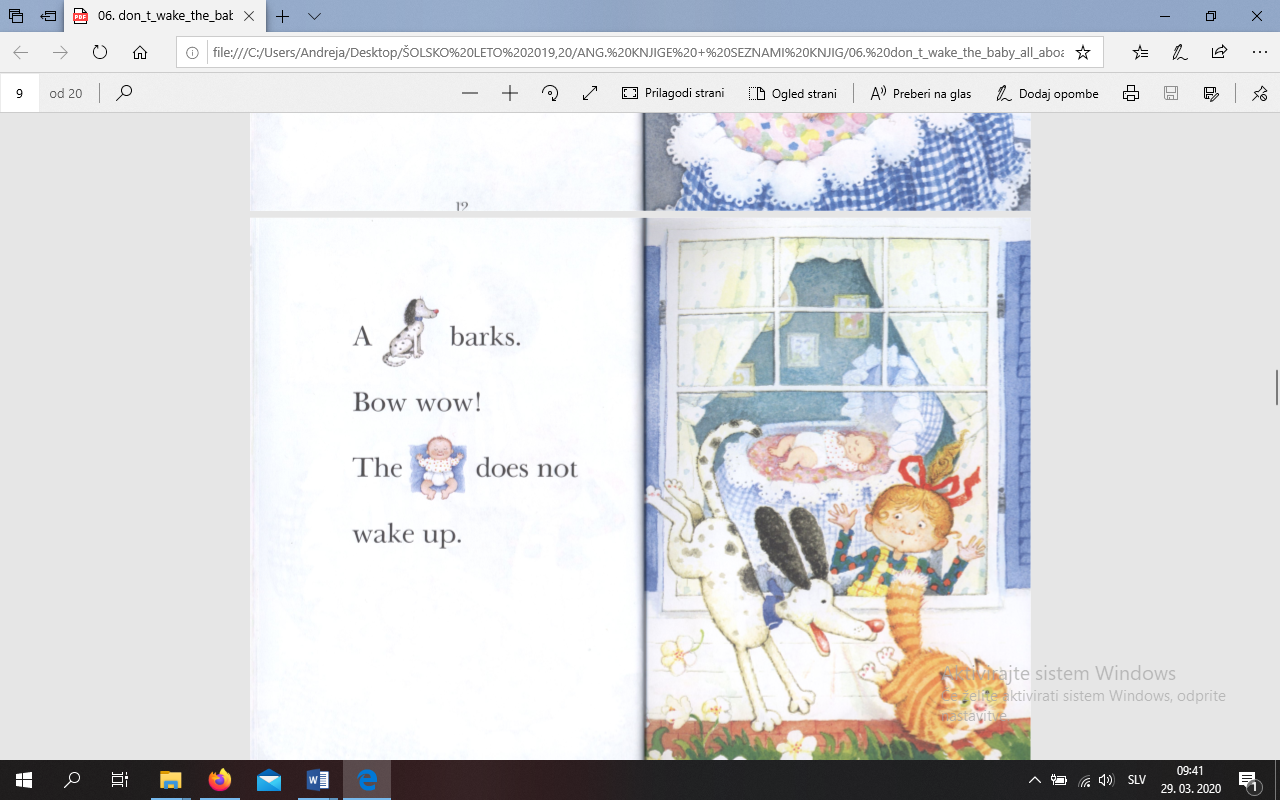 06. don_t_wake_the_bab
file:///C:/Users/Andreja/Desktop/ŠOLSKO%20LETO%202019,20/ANG.%20KNJIGE%20+%20SEZNAMI%20KNJIG/06.%20don_t_wake_the_baby_all_aboa
9 od 20 Prilagodi strani Ogled strani Preberi na glas Dodaj opombe
12
A barks.
Bow wow!
The does not
wake up.
Aktivirajte sistem Windows
Če želite aktivirati sistem Windows, odprite
nastavitve.
SLV
09:41
29. 03. 2020
1